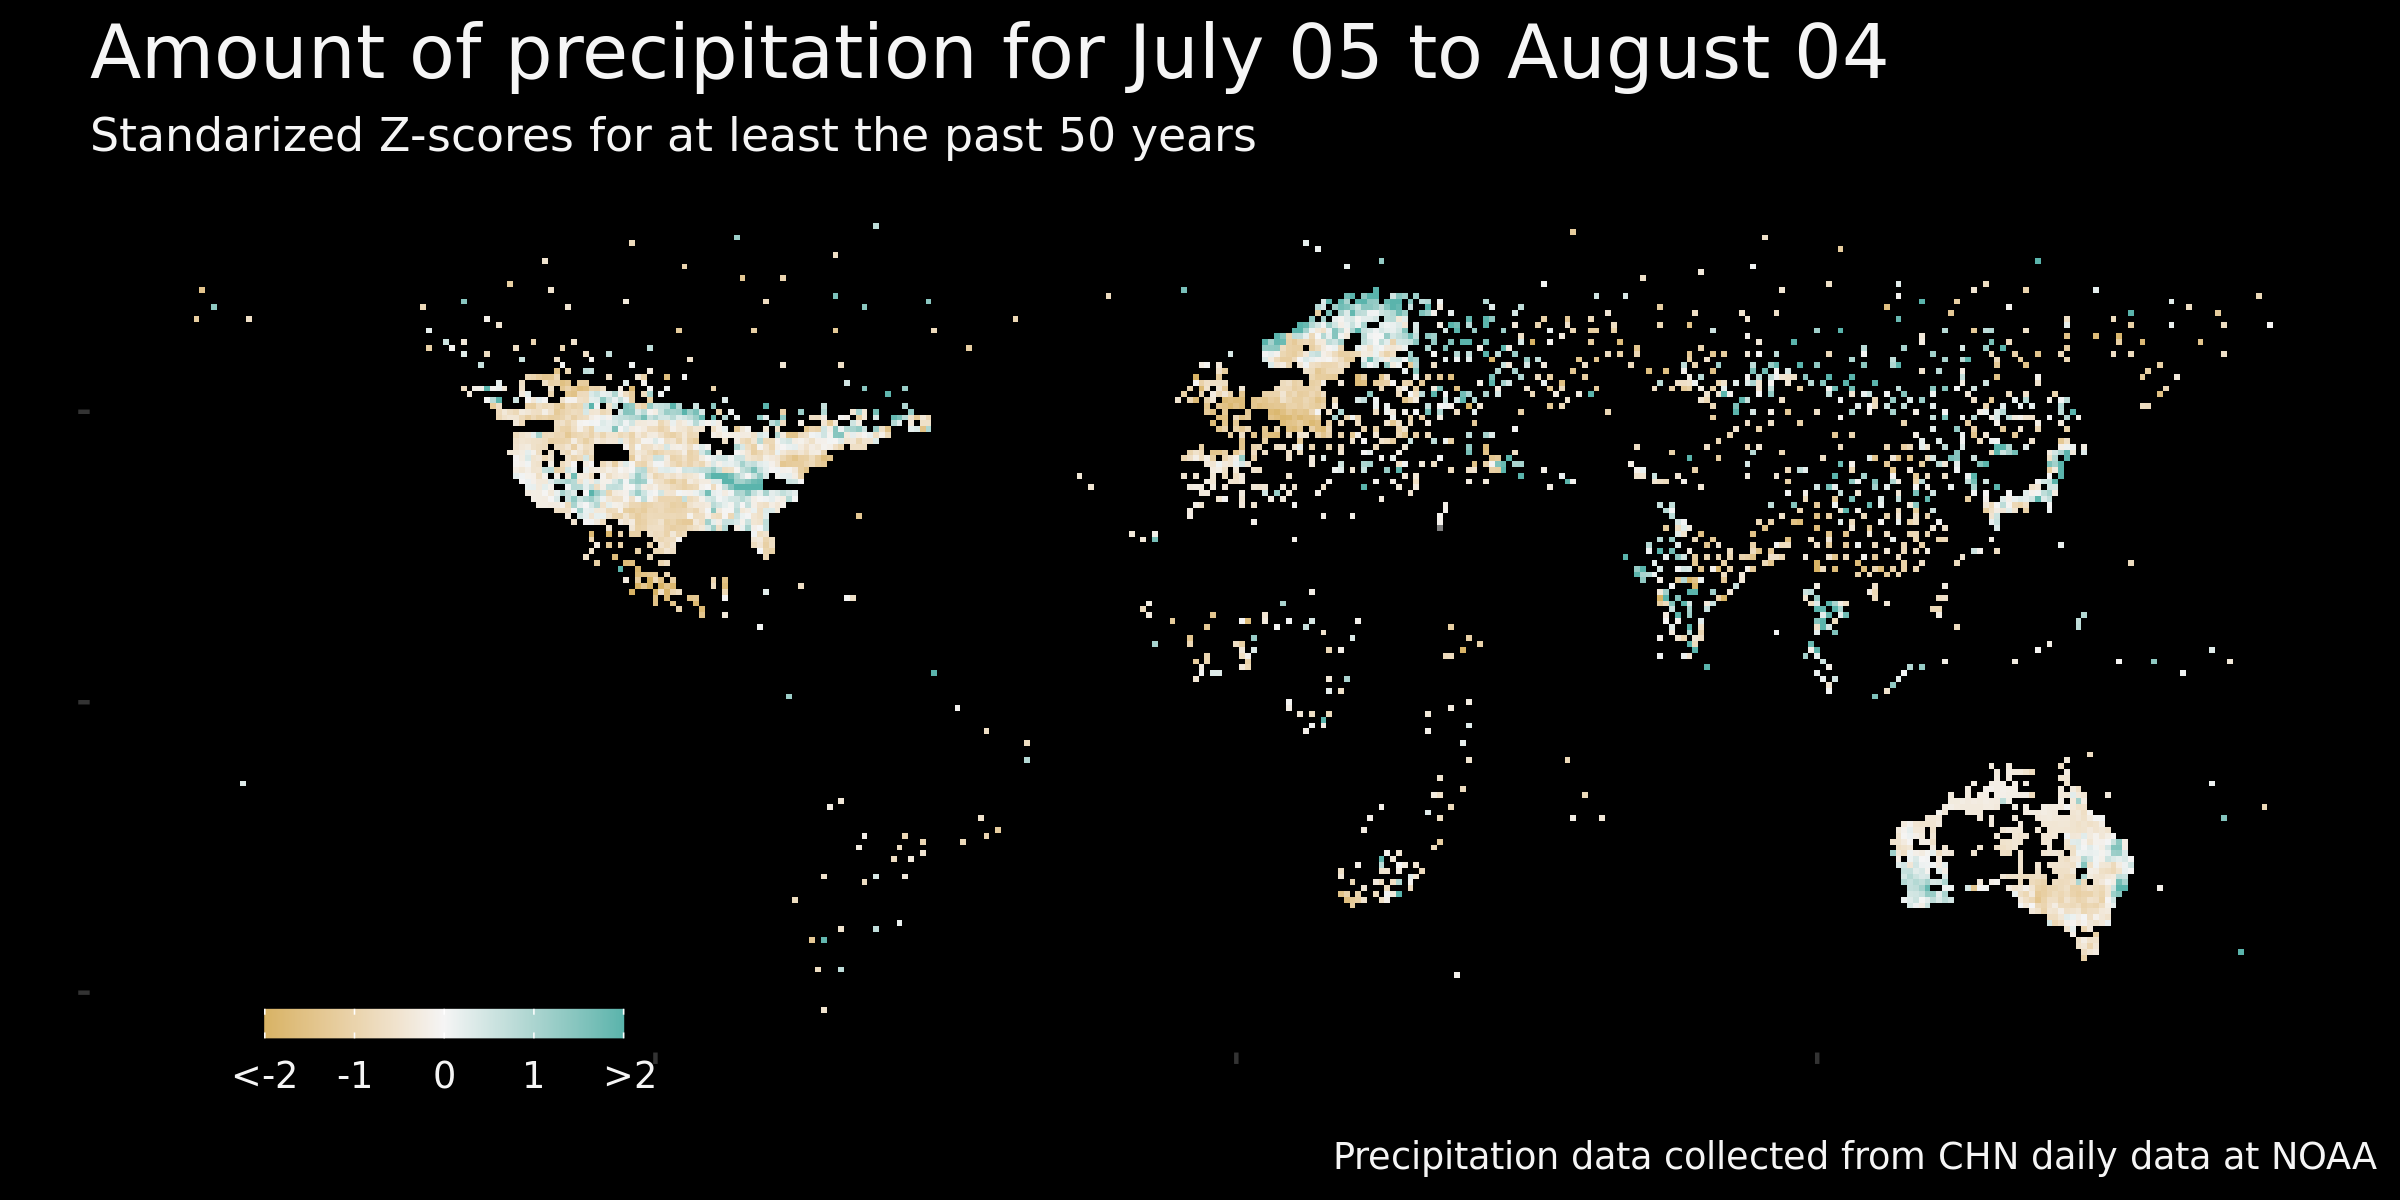 Amount of precipitation for July 05 to August 04
Standarized Z-scores for at least the past 50 years
<-2 -1 0 1 >2
Precipitation data collected from CHN daily data at NOAA